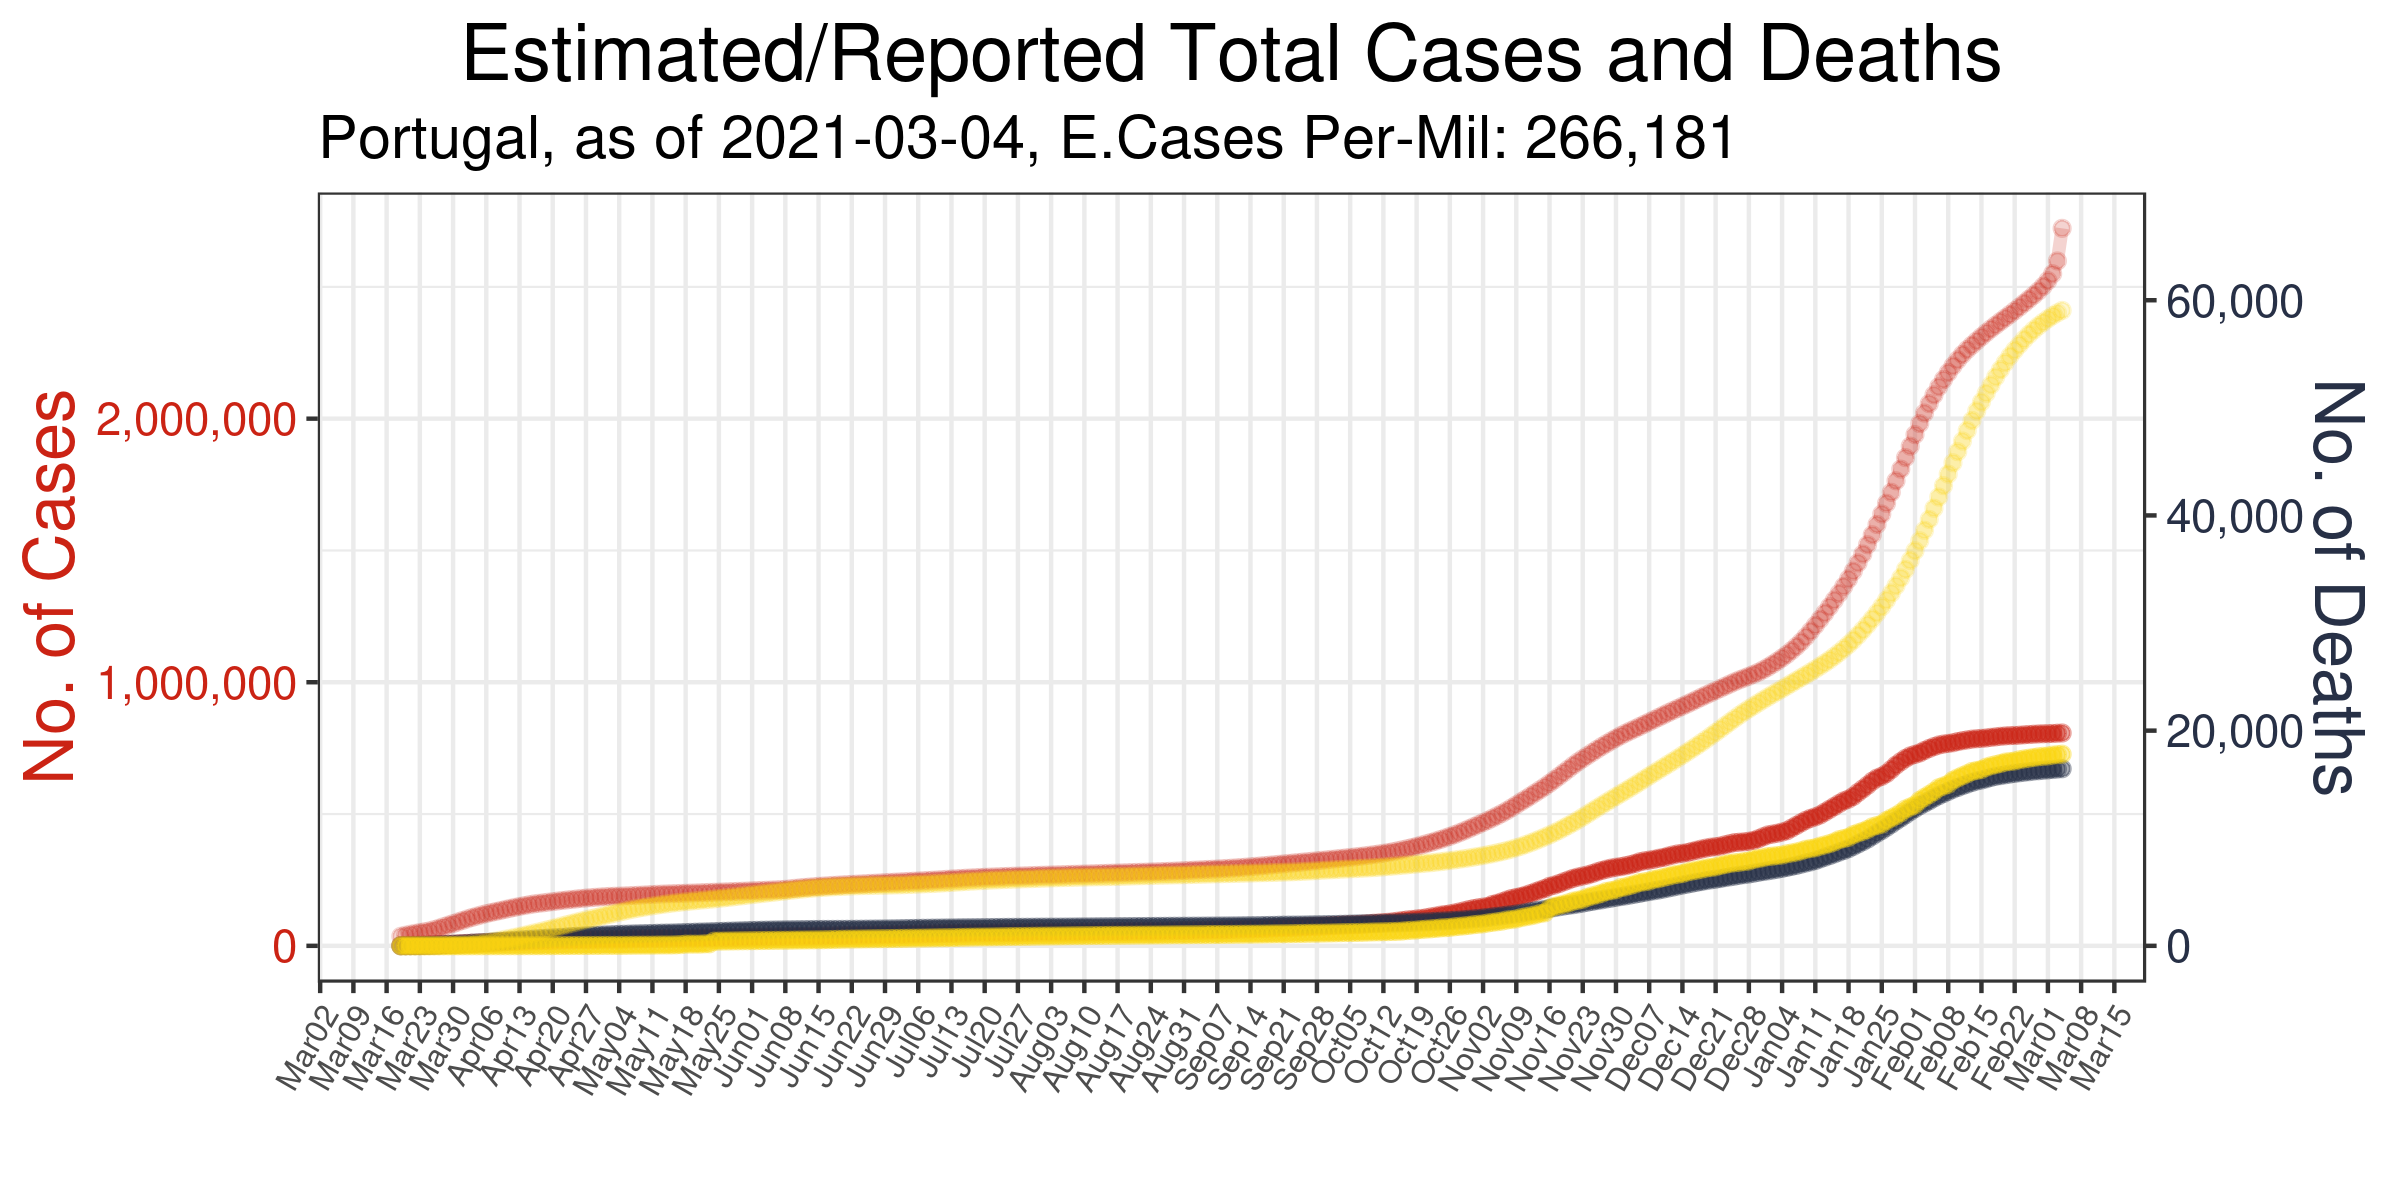 Estimated/Reported Total Cases and Deaths
Portugal, as of 2021-03-04, E.Cases Per-Mil: 266,181
No. of Cases
2,000,000
1,000,000
0
60,000
40,000
20,000
0
No. of Deaths
Mar02
Mar09
Mar16
Mar23
Mar30
Apr06
Apr13
Apr20
Apr27
May04
May11
May18
May25
Jun01
Jun08
Jun15
Jun22
Jun29
Jul06
Jul13
Jul20
Jul27
Aug03
Aug10
Aug17
Aug24
Aug31
Sep07
Sep14
Sep21
Sep28
Oct05
Oct12
Oct19
Oct26
Nov02
Nov09
Nov16
Nov23
Nov30
Dec07
Dec14
Dec21
Dec28
Jan04
Jan11
Jan18
Jan25
Feb01
Feb08
Feb15
Feb22
Mar01
Mar08
Mar15